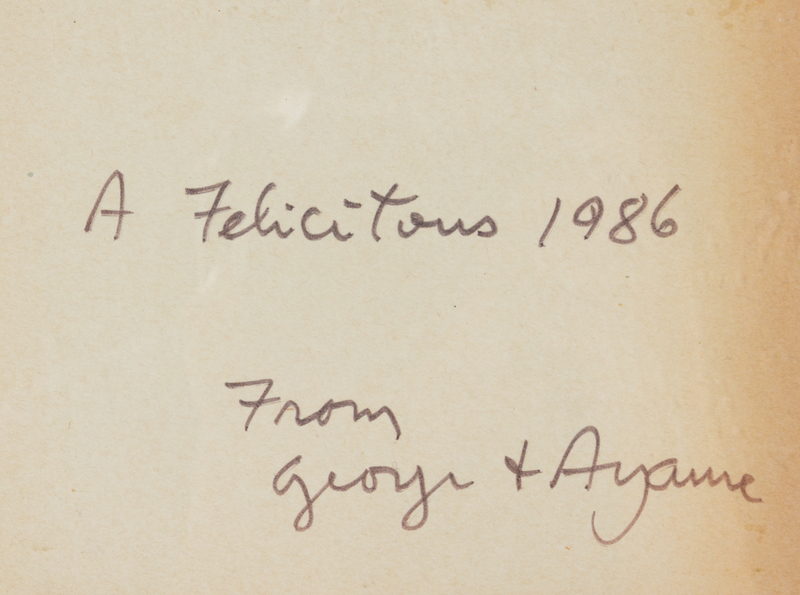 A Felicitous 1986
From
George + Ayame